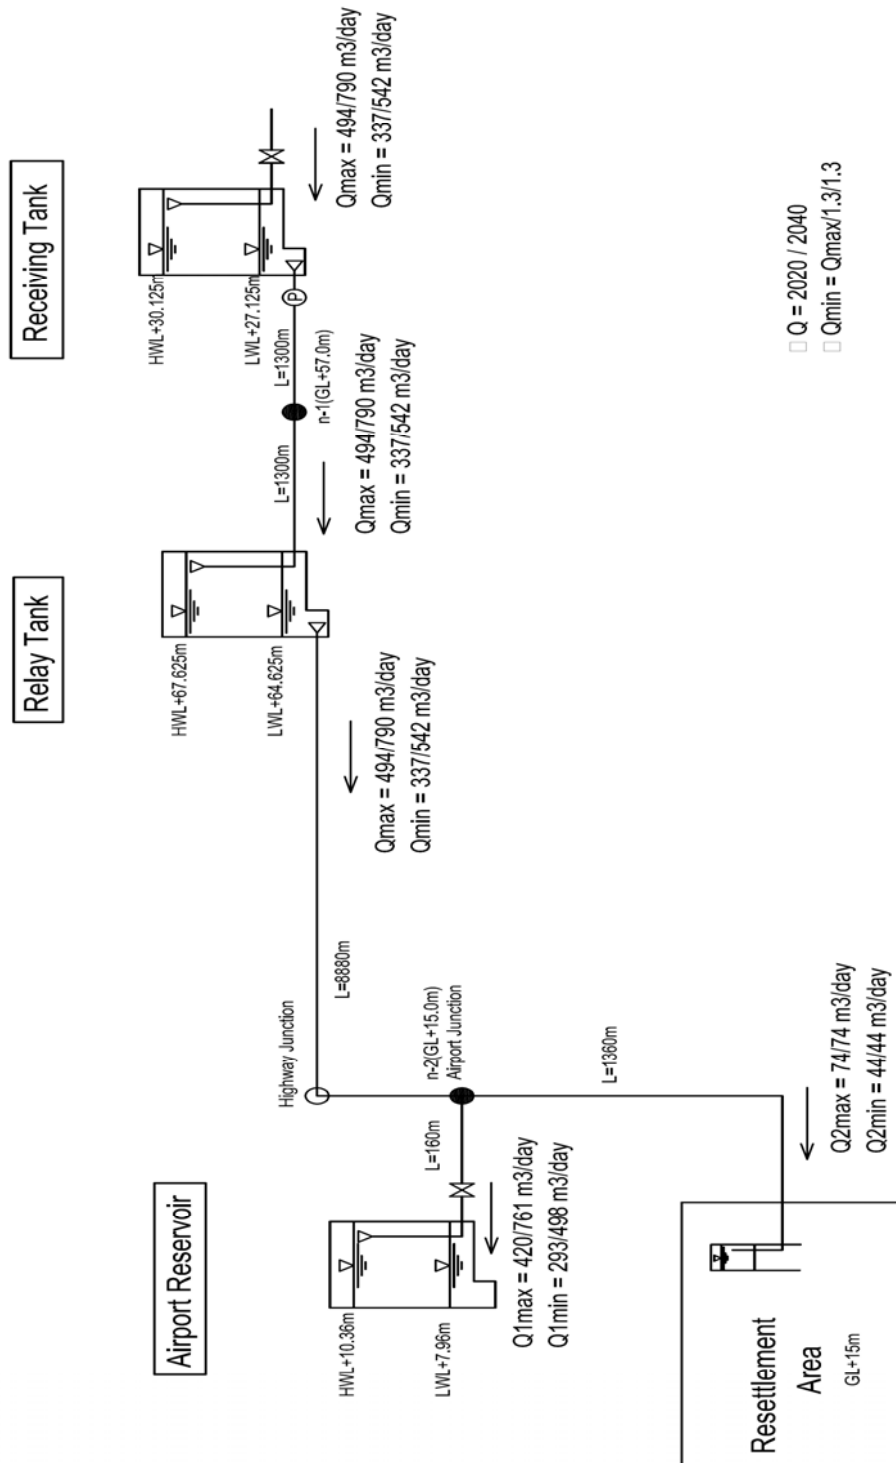 Airport Reservoir
Relay Tank
Receiving Tank
HWL+10.36m
LWL+7.96m
L=160m
Q1max = 420/761 m3/day
Q1min = 293/498 m3/day
Highway Junction
n-2(GL+15.0m)
Airport Junction
L=8880m
L=1360m
Qmax = 494/790 m3/day
Qmin = 337/542 m3/day
HWL+67.625m
LWL+64.625m
L=1300m
n-1(GL+57.0m)
L=1300m
Qmax = 494/790 m3/day
Qmin = 337/542 m3/day
HWL+30.125m
LWL+27.125m
P
Qmax = 494/790 m3/day
Qmin = 337/542 m3/day
Resettlement
Area
GL+15m
Q2max = 74/74 m3/day
Q2min = 44/44 m3/day
□ Q = 2020 / 2040
□ Qmin = Qmax/1.3/1.3